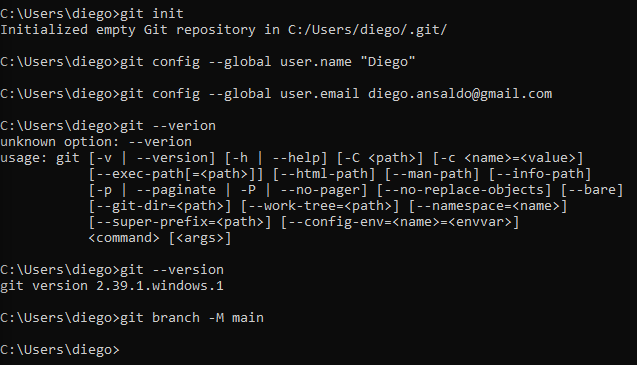 C:\Users\diego>git init
Initialized empty Git repository in C:/Users/diego/.git/
C:\Users\diego>git config --global user.name "Diego"
C:\Users\diego>git config --global user.email diego.ansaldo@gmail.com
C:\Users\diego>git --verion
unknown option: --verion
usage: git [-v | --version] [-h | --help] [-C <path>] [-c <name>=<value>]
[--exec-path[=<path>]] [--html-path] [--man-path] [--info-path]
[-p | --paginate | -P | --no-pager] [--no-replace-objects] [--bare]
[--git-dir=<path>] [--work-tree=<path>] [--namespace=<name>]
[--super-prefix=<path>] [--config-env=<name>=<envvar>]
<command> [<args>]
C:\Users\diego>git --version
git version 2.39.1.windows.1
C:\Users\diego>git branch -M main
C:\Users\diego>